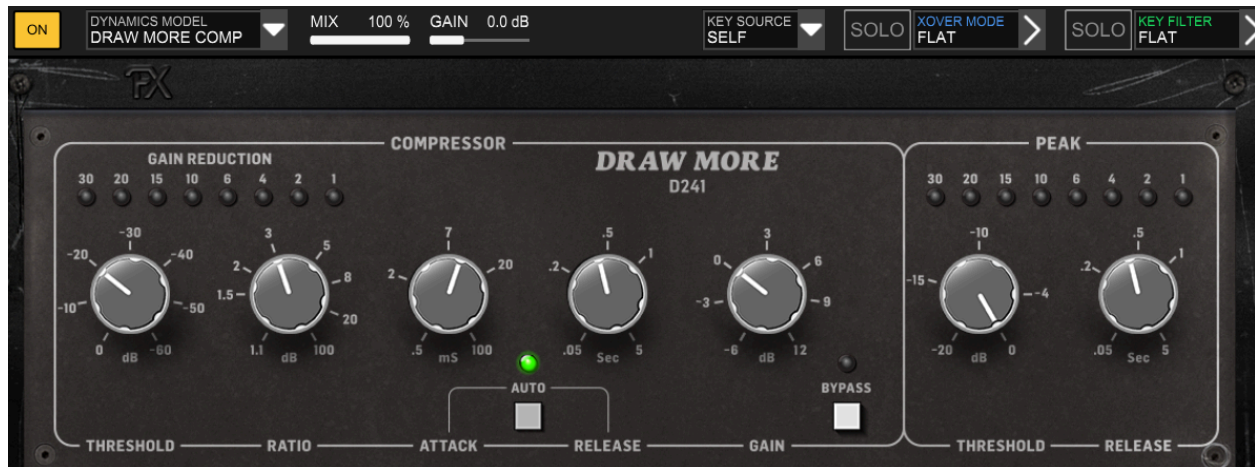 ON
DYNAMICS MODEL
DRAW MORE COMP
MIX 100 %
GAIN 0.0 dB
KEY SOURCE
SELF
SOLO
XOVER MODE
FLAT
SOLO
KEY FILTER
FLAT
FX
COMPRESSOR
PEAK
GAIN REDUCTION
DRAW MORE
D241
30 20 15 10 6 4 2 1
30 20 15 10 6 4 2 1
0 -10 -20 -30 -40 -50 -60
dB
1.1 1.5 2 3 5 8 20 100
dB
.5 2 7 20 100
mS
.05 .2 .5 1 5
Sec
-6 -3 0 3 6 9 12
dB
-20 -15 -10 -4 0
dB
.05 .2 .5 1 5
Sec
AUTO
BYPASS
THRESHOLD RATIO ATTACK RELEASE GAIN THRESHOLD RELEASE